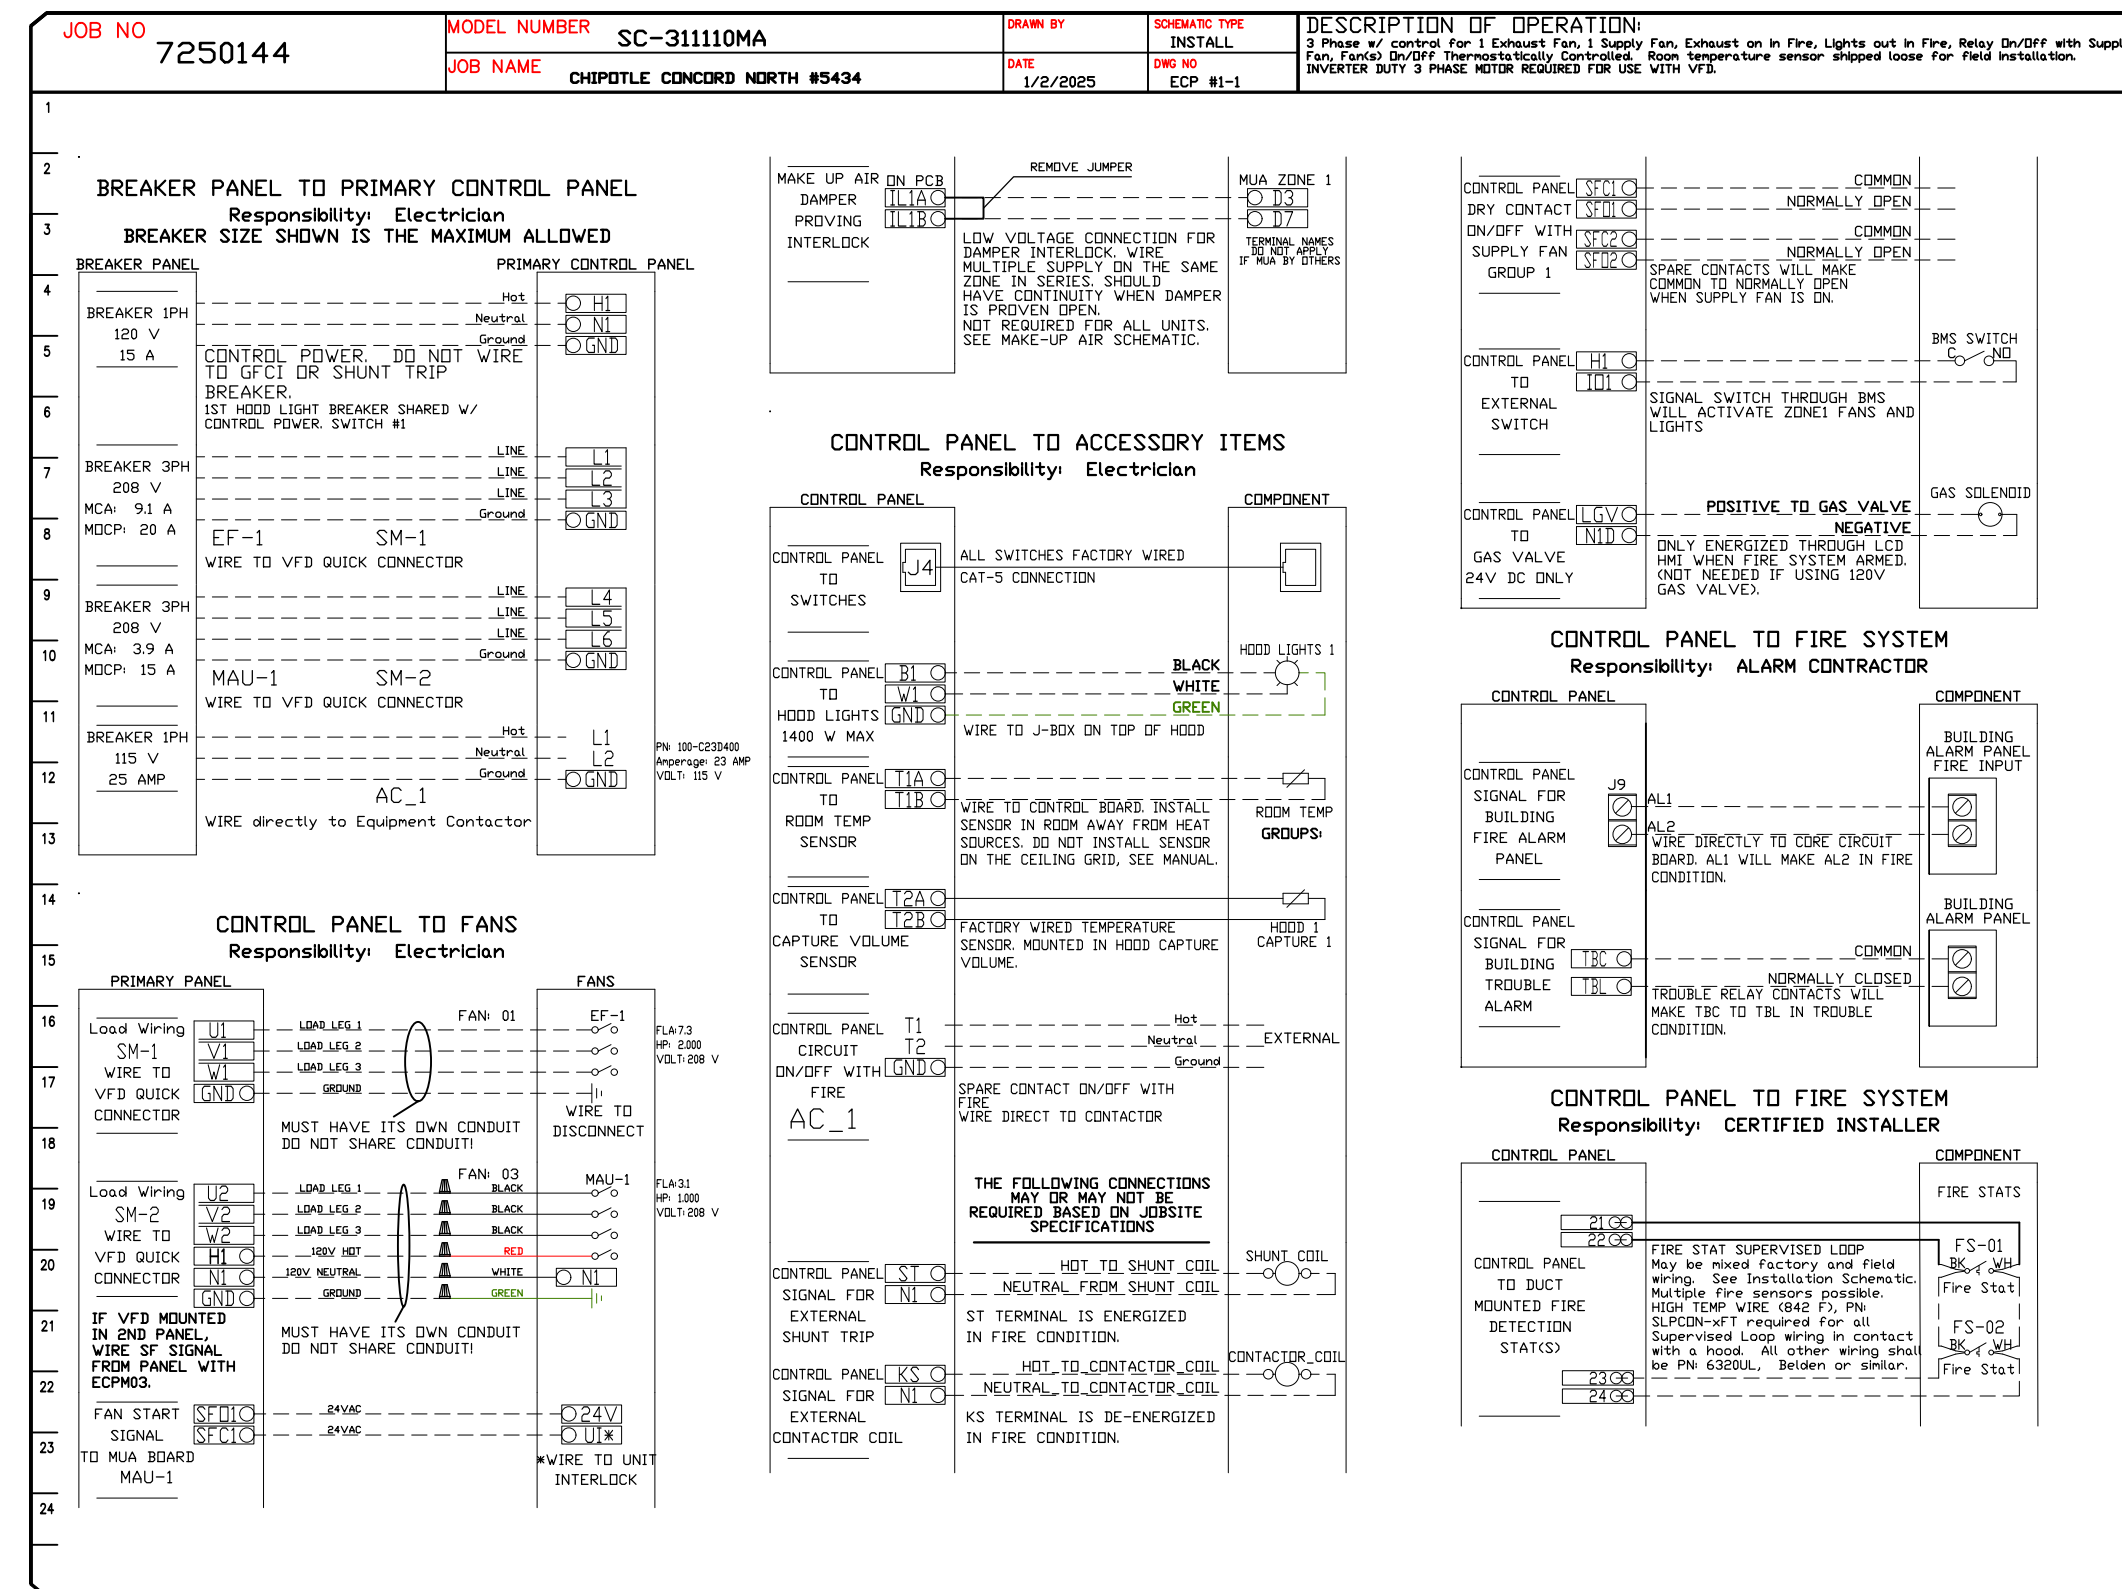 JOB NO
7250144
MODEL NUMBER
SC-311110MA
JOB NAME
CHIPOTLE CONCORD NORTH #5434
DRAWN BY
DATE
1/2/2025
SCHEMATIC TYPE
INSTALL
DWG NO
ECP #1-1
DESCRIPTION OF OPERATION:
3 Phase w/ control for 1 Exhaust Fan, 1 Supply Fan, Exhaust on in Fire, Lights out in Fire, Relay On/Off with Suppl
Fan, Fan(s) On/Off Thermostatically Controlled. Room temperature sensor shipped loose for field installation.
INVERTER DUTY 3 PHASE MOTOR REQUIRED FOR USE WITH VFD.
1
2
3
4
5
6
7
8
9
10
11
12
13
14
15
16
17
18
19
20
21
22
23
24
BREAKER PANEL TO PRIMARY CONTROL PANEL
Responsibility: Electrician
BREAKER SIZE SHOWN IS THE MAXIMUM ALLOWED
BREAKER PANEL
PRIMARY CONTROL PANEL
BREAKER 1PH
120 V
15 A
Hot
H1
Neutral
N1
Ground
GND
CONTROL POWER. DO NOT WIRE
TO GFCI OR SHUNT TRIP
BREAKER.
1ST HOOD LIGHT BREAKER SHARED W/
CONTROL POWER. SWITCH #1
BREAKER 3PH
208 V
MCA: 9.1 A
MOCP: 20 A
LINE
L1
LINE
L2
LINE
L3
Ground
GND
EF-1
SM-1
WIRE TO VFD QUICK CONNECTOR
BREAKER 3PH
208 V
MCA: 3.9 A
MOCP: 15 A
LINE
L4
LINE
L5
LINE
L6
Ground
GND
MAU-1
SM-2
WIRE TO VFD QUICK CONNECTOR
BREAKER 1PH
115 V
25 AMP
Hot
L1
Neutral
L2
Ground
GND
PN: 100-C23D400
Amperage: 23 AMP
VOLT: 115 V
AC_1
WIRE directly to Equipment Contactor
CONTROL PANEL TO FANS
Responsibility: Electrician
PRIMARY PANEL
FANS
Load Wiring
SM-1
WIRE TO
VFD QUICK
CONNECTOR
U1
V1
W1
GND
LOAD LEG 1
LOAD LEG 2
LOAD LEG 3
GROUND
FAN: 01
EF-1
FLA:7.3
HP: 2.000
VOLT:208 V
WIRE TO
DISCONNECT
MUST HAVE ITS OWN CONDUIT
DO NOT SHARE CONDUIT!
Load Wiring
SM-2
WIRE TO
VFD QUICK
CONNECTOR
U2
V2
W2
H1
N1
GND
LOAD LEG 1
LOAD LEG 2
LOAD LEG 3
120V HOT
120V NEUTRAL
GROUND
FAN: 03
BLACK
BLACK
BLACK
RED
WHITE
GREEN
MAU-1
N1
FLA:3.1
HP: 1.000
VOLT:208 V
IF VFD MOUNTED
IN 2ND PANEL,
WIRE SF SIGNAL
FROM PANEL WITH
ECPM03.
MUST HAVE ITS OWN CONDUIT
DO NOT SHARE CONDUIT!
FAN START
SIGNAL
TO MUA BOARD
MAU-1
SFO1
SFC1
24VAC
24VAC
24V
UI*
*WIRE TO UNIT
INTERLOCK
MAKE UP AIR
DAMPER
PROVING
INTERLOCK
ON PCB
IL1A
IL1B
REMOVE JUMPER
MUA ZONE 1
D3
D7
TERMINAL NAMES
DO NOT APPLY
IF MUA BY OTHERS
LOW VOLTAGE CONNECTION FOR
DAMPER INTERLOCK. WIRE
MULTIPLE SUPPLY ON THE SAME
ZONE IN SERIES. SHOULD
HAVE CONTINUITY WHEN DAMPER
IS PROVEN OPEN.
NOT REQUIRED FOR ALL UNITS.
SEE MAKE-UP AIR SCHEMATIC.
CONTROL PANEL TO ACCESSORY ITEMS
Responsibility: Electrician
CONTROL PANEL
COMPONENT
CONTROL PANEL
TO
SWITCHES
J4
ALL SWITCHES FACTORY WIRED
CAT-5 CONNECTION
CONTROL PANEL
TO
HOOD LIGHTS
1400 W MAX
B1
W1
GND
BLACK
WHITE
GREEN
HOOD LIGHTS 1
WIRE TO J-BOX ON TOP OF HOOD
CONTROL PANEL
TO
ROOM TEMP
SENSOR
T1A
T1B
WIRE TO CONTROL BOARD. INSTALL
SENSOR IN ROOM AWAY FROM HEAT
SOURCES. DO NOT INSTALL SENSOR
ON THE CEILING GRID, SEE MANUAL.
ROOM TEMP
GROUPS:
CONTROL PANEL
TO
CAPTURE VOLUME
SENSOR
T2A
T2B
FACTORY WIRED TEMPERATURE
SENSOR. MOUNTED IN HOOD CAPTURE
VOLUME.
HOOD 1
CAPTURE 1
CONTROL PANEL
CIRCUIT
ON/OFF WITH
FIRE
AC_1
T1
T2
GND
Hot
Neutral
Ground
EXTERNAL
SPARE CONTACT ON/OFF WITH
FIRE
WIRE DIRECT TO CONTACTOR
THE FOLLOWING CONNECTIONS
MAY OR MAY NOT BE
REQUIRED BASED ON JOBSITE
SPECIFICATIONS
CONTROL PANEL
SIGNAL FOR
EXTERNAL
SHUNT TRIP
ST
N1
HOT TO SHUNT COIL
NEUTRAL FROM SHUNT COIL
SHUNT COIL
ST TERMINAL IS ENERGIZED
IN FIRE CONDITION.
CONTROL PANEL
SIGNAL FOR
EXTERNAL
CONTACTOR COIL
KS
N1
HOT TO CONTACTOR COIL
NEUTRAL TO CONTACTOR COIL
CONTACTOR COIL
KS TERMINAL IS DE-ENERGIZED
IN FIRE CONDITION.
CONTROL PANEL
DRY CONTACT
ON/OFF WITH
SUPPLY FAN
GROUP 1
SFC1
SFO1
SFC2
SFO2
COMMON
NORMALLY OPEN
COMMON
NORMALLY OPEN
SPARE CONTACTS WILL MAKE
COMMON TO NORMALLY OPEN
WHEN SUPPLY FAN IS ON.
CONTROL PANEL
TO
EXTERNAL
SWITCH
H1
IO1
BMS SWITCH
C
NO
SIGNAL SWITCH THROUGH BMS
WILL ACTIVATE ZONE1 FANS AND
LIGHTS
CONTROL PANEL
TO
GAS VALVE
24V DC ONLY
LGV
N1D
POSITIVE TO GAS VALVE
NEGATIVE
GAS SOLENOID
ONLY ENERGIZED THROUGH LCD
HMI WHEN FIRE SYSTEM ARMED.
(NOT NEEDED IF USING 120V
GAS VALVE).
CONTROL PANEL TO FIRE SYSTEM
Responsibility: ALARM CONTRACTOR
CONTROL PANEL
COMPONENT
CONTROL PANEL
SIGNAL FOR
BUILDING
FIRE ALARM
PANEL
J9
AL1
AL2
WIRE DIRECTLY TO CORE CIRCUIT
BOARD. AL1 WILL MAKE AL2 IN FIRE
CONDITION.
BUILDING
ALARM PANEL
FIRE INPUT
CONTROL PANEL
SIGNAL FOR
BUILDING
TROUBLE
ALARM
TBC
TBL
COMMON
NORMALLY CLOSED
TROUBLE RELAY CONTACTS WILL
MAKE TBC TO TBL IN TROUBLE
CONDITION.
BUILDING
ALARM PANEL
CONTROL PANEL TO FIRE SYSTEM
Responsibility: CERTIFIED INSTALLER
CONTROL PANEL
COMPONENT
FIRE STATS
CONTROL PANEL
TO DUCT
MOUNTED FIRE
DETECTION
STAT(S)
21
22
23
24
FIRE STAT SUPERVISED LOOP
May be mixed factory and field
wiring. See Installation Schematic.
Multiple fire sensors possible.
HIGH TEMP WIRE (842 F), PN:
SLPCON-xFT required for all
Supervised Loop wiring in contact
with a hood. All other wiring shall
be PN: 6320UL, Belden or similar.
FS-01
BK
WH
Fire Stat
FS-02
BK
WH
Fire Stat